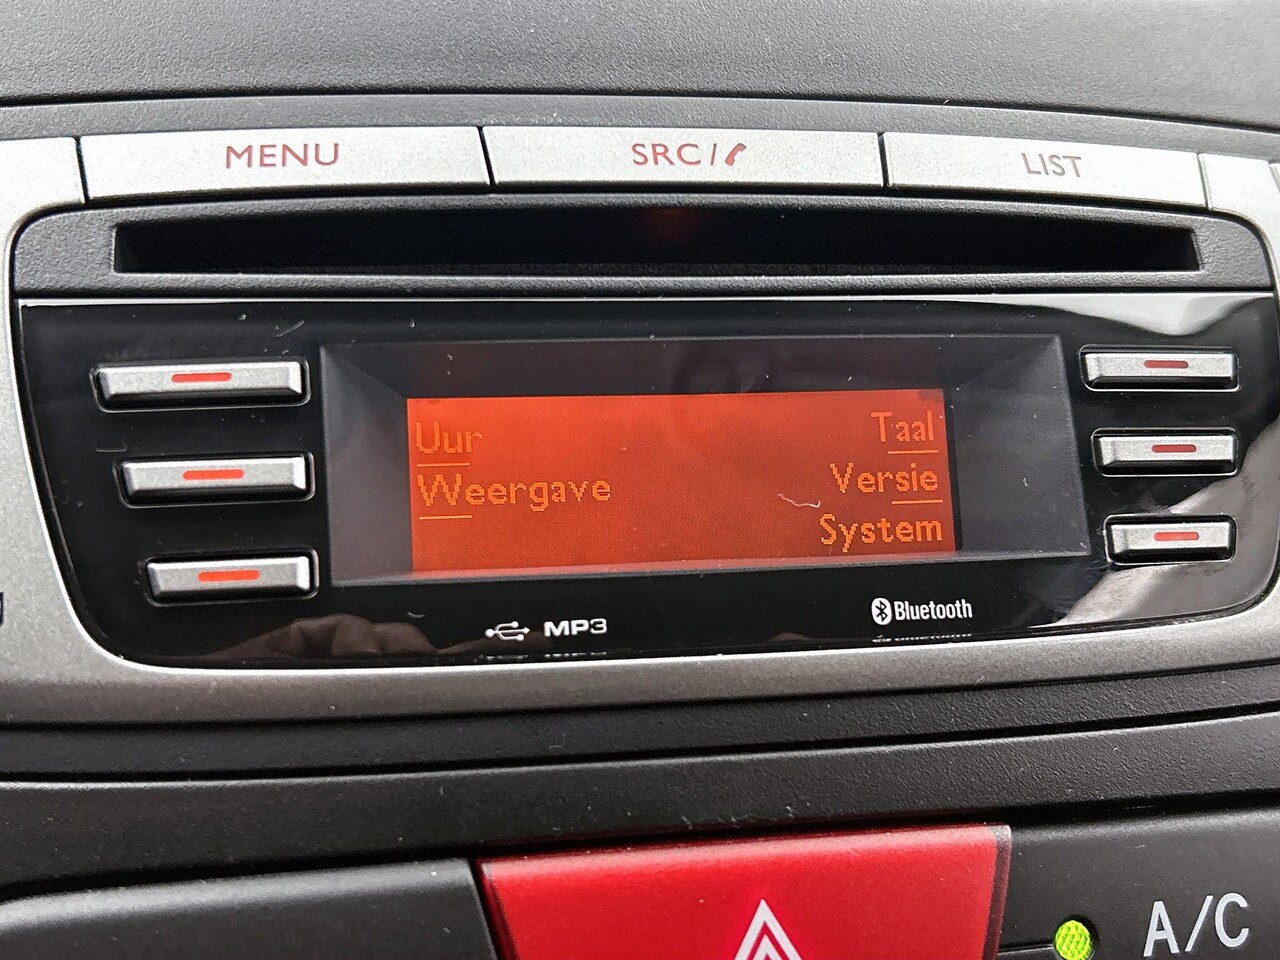 MENU
SRC/
LIST
Uur
Taal
Weergave
Versie
System
MP3
Bluetooth
A/C